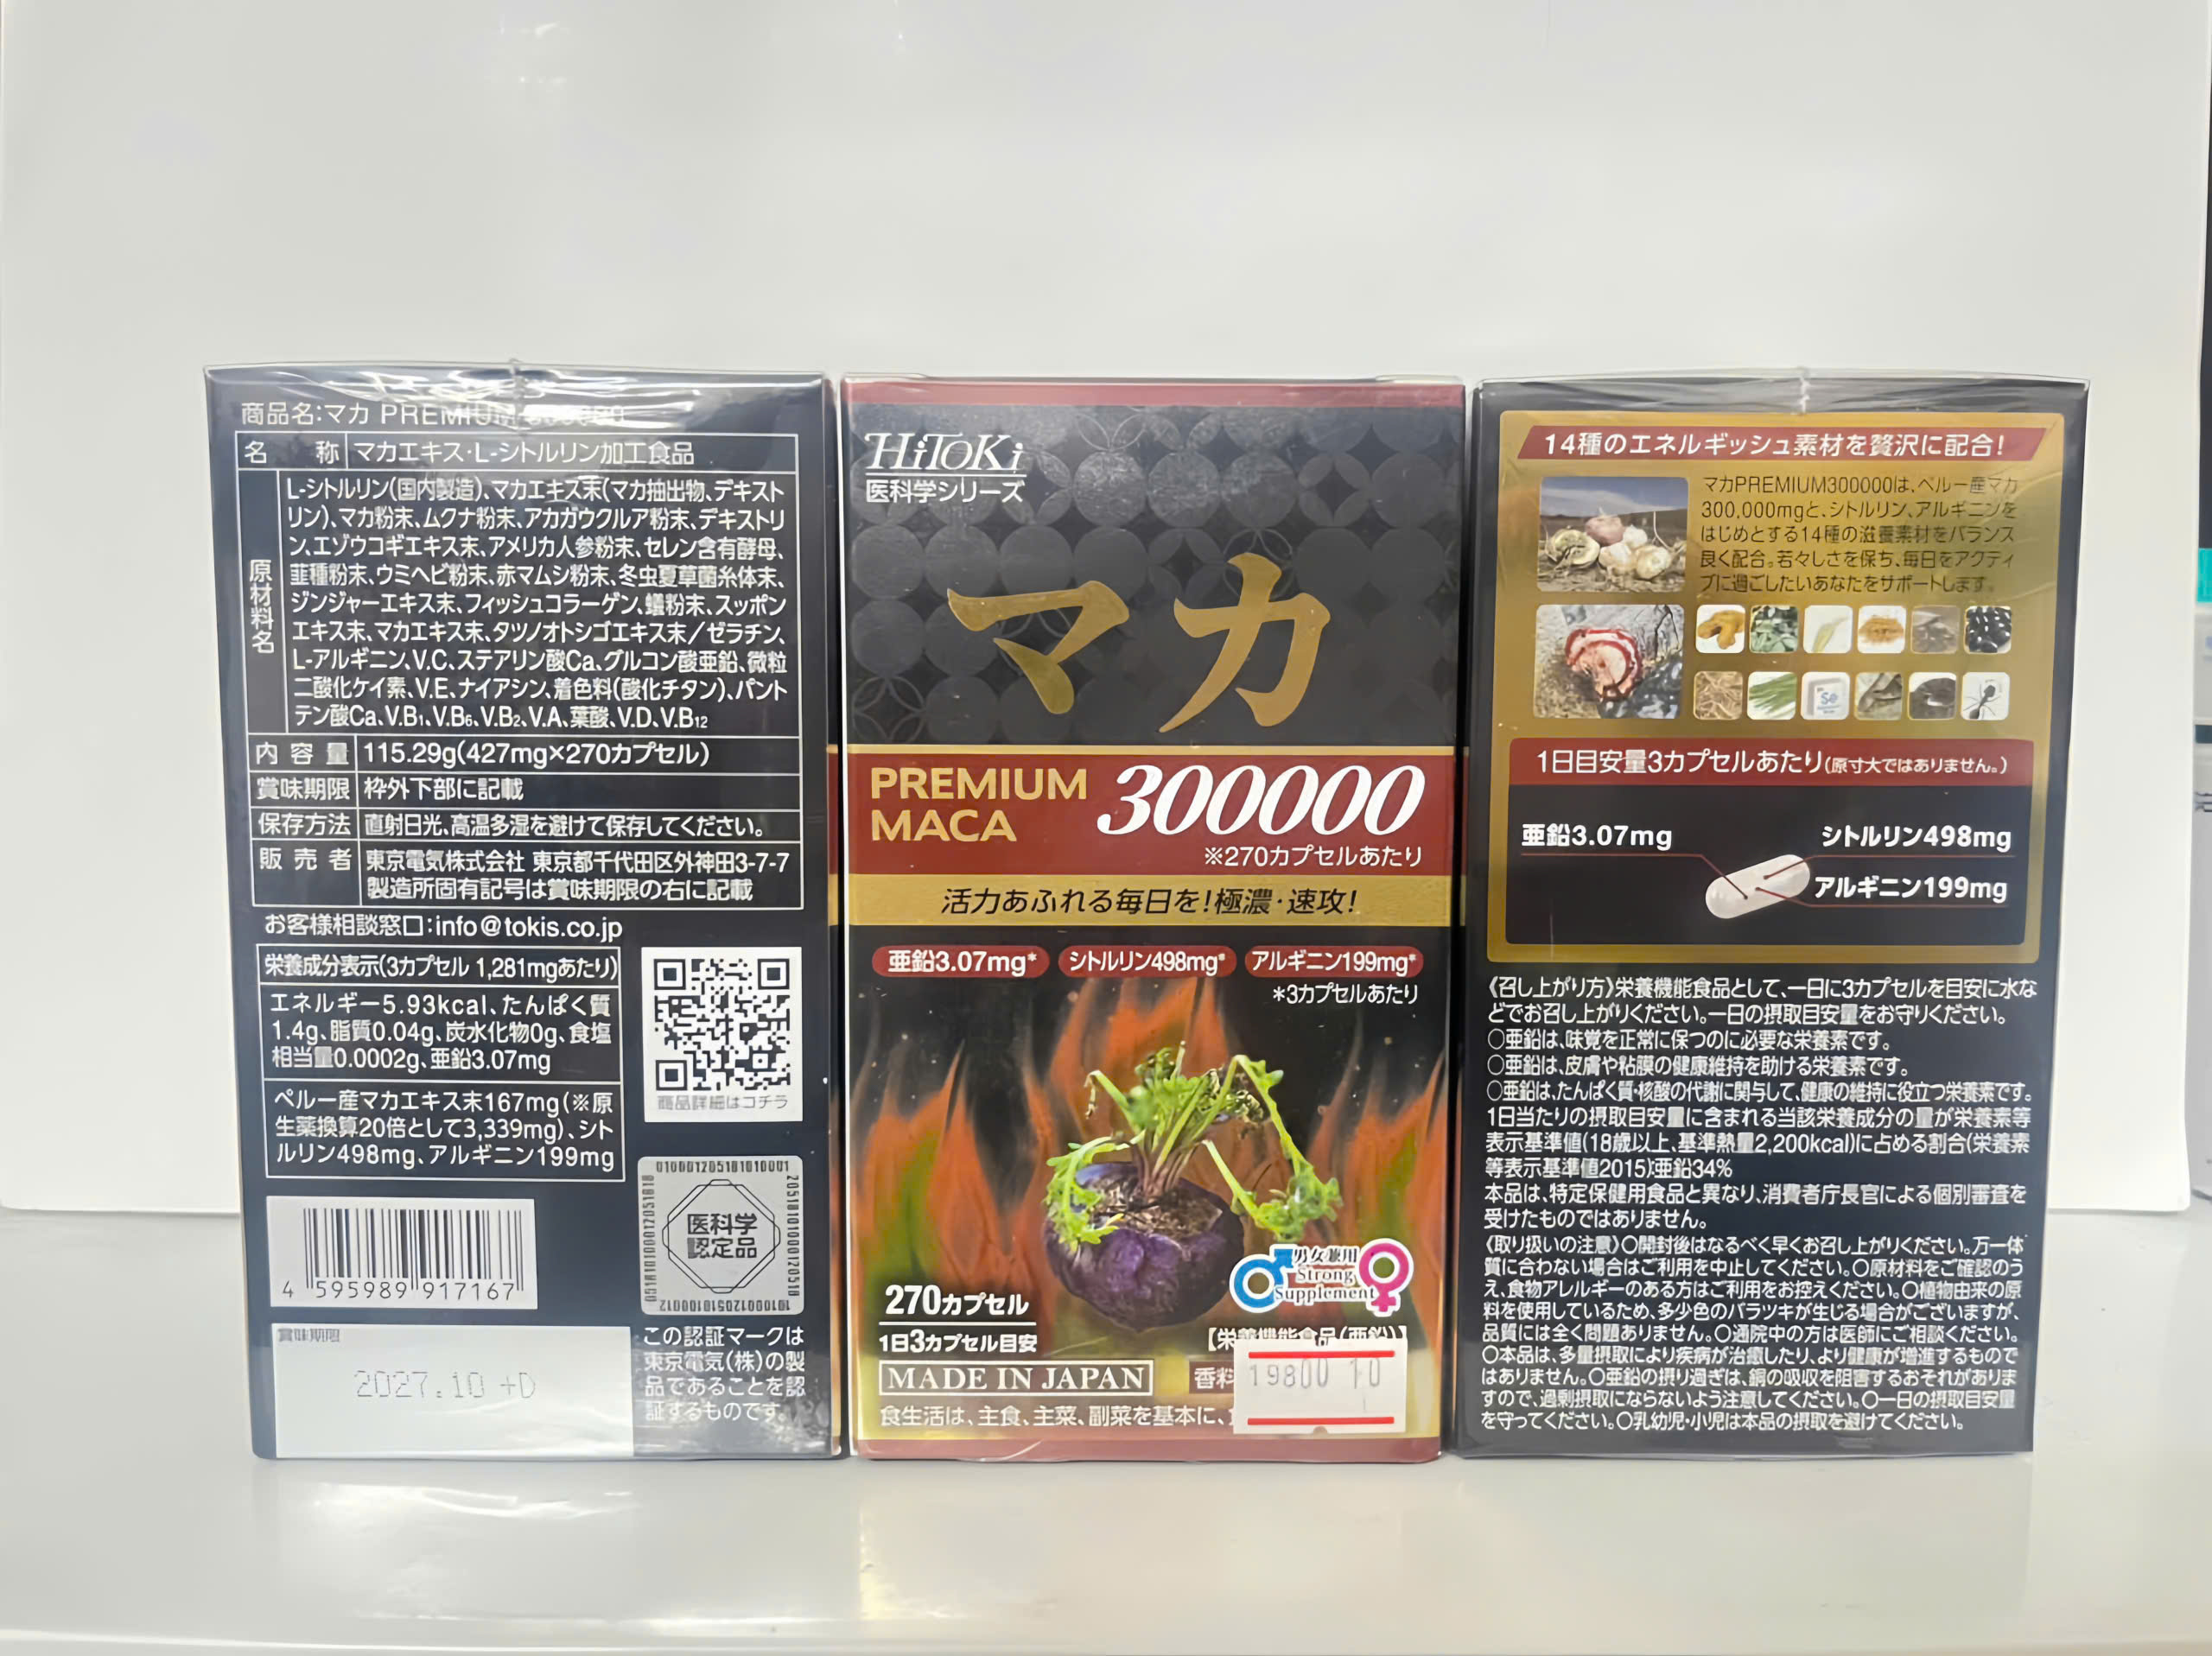 商品名:マカ PREMIUM
名 称 マカエキス・L-シトルリン加工食品
原材料名
L-シトルリン(国内製造)、マカエキス末(マカ抽出物、デキスト
リン)、マカ粉末、ムクナ粉末、アカガウクルア粉末、デキストリ
ン、エゾウコギエキス末、アメリカ人参粉末、セレン含有酵母、
韮種粉末、ウミヘビ粉末、赤マムシ粉末、冬虫夏草菌糸体末、
ジンジャーエキス末、フィッシュコラーゲン、蟻粉末、スッポン
エキス末、マカエキス末、タツノオトシゴエキス末/ゼラチン、
L-アルギニン、V.C、ステアリン酸Ca、グルコン酸亜鉛、微粒
二酸化ケイ素、V.E、ナイアシン、着色料(酸化チタン)、パント
テン酸Ca、V.B₁、V.B₆、V.B₂、V.A、葉酸、V.D、V.B₁₂
内容量 115.29g(427mg×270カプセル)
賞味期限 枠外下部に記載
保存方法 直射日光、高温多湿を避けて保存してください。
販売者 東京電気株式会社 東京都千代田区外神田3-7-7
製造所固有記号は賞味期限の右に記載
お客様相談窓口:info@tokis.co.jp
栄養成分表示(3カプセル 1,281mgあたり)
エネルギー5.93kcal、たんぱく質
1.4g、脂質0.04g、炭水化物0g、食塩
相当量0.0002g、亜鉛3.07mg
ペルー産マカエキス末167mg(※原
生薬換算20倍として3,339mg)、シト
ルリン498mg、アルギニン199mg
商品詳細はコチラ
4 595989 917167
医科学
認定品
この認証マークは
東京電気(株)の製
品であることを認
証するものです。
賞味期限
2027.10 +D
HiToKi
医科学シリーズ
マカ
PREMIUM
MACA
300000
※270カプセルあたり
活力あふれる毎日を!極濃・速攻!
亜鉛3.07mg* シトルリン498mg* アルギニン199mg*
*3カプセルあたり
男女兼用
Strong
Supplement
270カプセル
1日3カプセル目安
【栄養機能食品(亜鉛)】
MADE IN JAPAN
香料
19800 10
食生活は、主食、主菜、副菜を基本に、
14種のエネルギッシュ素材を贅沢に配合!
マカPREMIUM300000は、ペルー産マカ
300,000mgと、シトルリン、アルギニンを
はじめとする14種の滋養素材をバランス
良く配合。若々しさを保ち、毎日をアクティ
ブに過ごしたいあなたをサポートします。
Se
1日目安量3カプセルあたり(原寸大ではありません。)
亜鉛3.07mg
シトルリン498mg
アルギニン199mg
《召し上がり方》栄養機能食品として、一日に3カプセルを目安に水な
どでお召し上がりください。一日の摂取目安量をお守りください。
○亜鉛は、味覚を正常に保つのに必要な栄養素です。
○亜鉛は、皮膚や粘膜の健康維持を助ける栄養素です。
○亜鉛は、たんぱく質・核酸の代謝に関与して、健康の維持に役立つ栄養素です。
1日当たりの摂取目安量に含まれる当該栄養成分の量が栄養素等
表示基準値(18歳以上、基準熱量2,200kcal)に占める割合(栄養素
等表示基準値2015)亜鉛34%
本品は、特定保健用食品と異なり、消費者庁長官による個別審査を
受けたものではありません。
《取り扱いの注意》○開封後はなるべく早くお召し上がりください。万一体
質に合わない場合はご利用を中止してください。○原材料をご確認のう
え、食物アレルギーのある方はご利用をお控えください。○植物由来の原
料を使用しているため、多少色のバラツキが生じる場合がございますが、
品質には全く問題ありません。○通院中の方は医師にご相談ください。
○本品は、多量摂取により疾病が治癒したり、より健康が増進するもので
はありません。○亜鉛の摂り過ぎは、銅の吸収を阻害するおそれがありま
すので、過剰摂取にならないよう注意してください。○一日の摂取目安量
を守ってください。○乳幼児・小児は本品の摂取を避けてください。